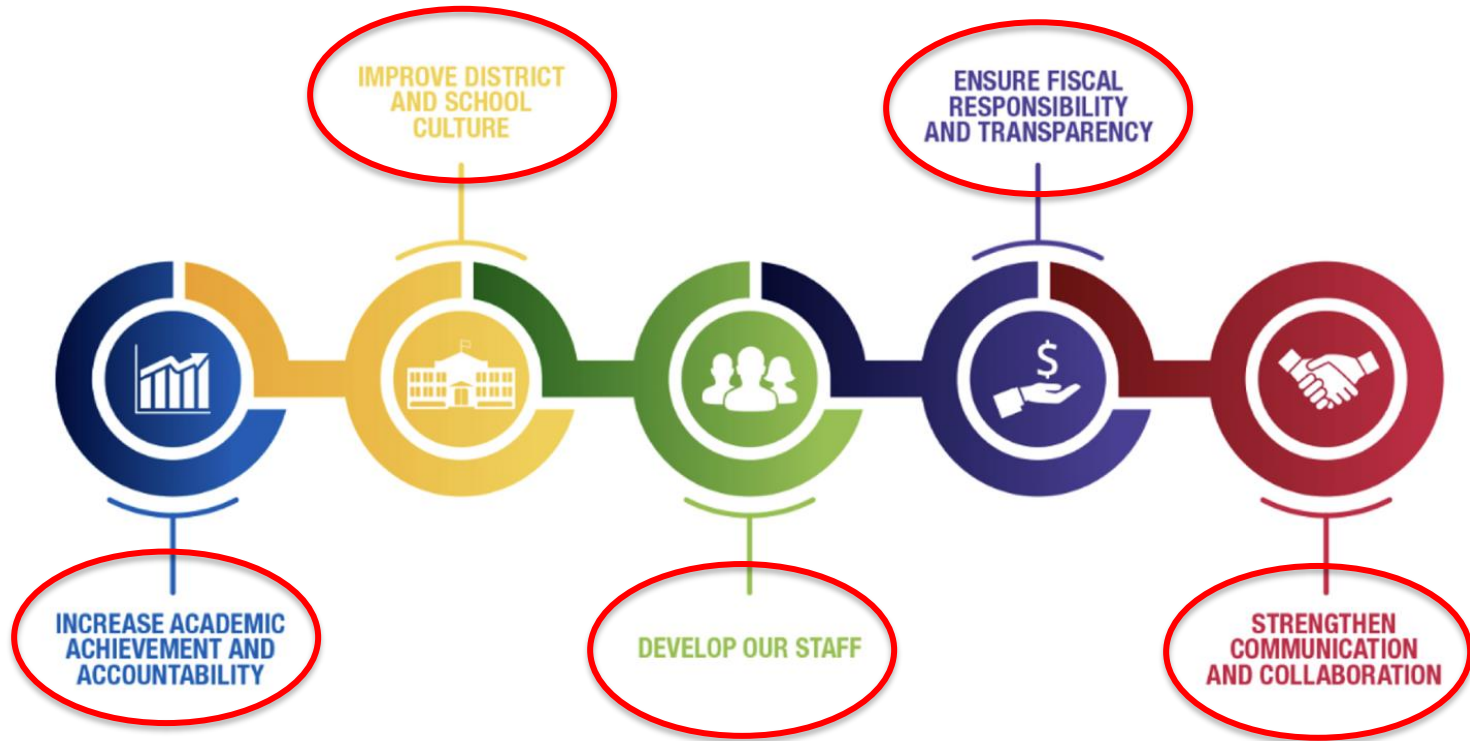 IMPROVE DISTRICT
AND SCHOOL
CULTURE
ENSURE FISCAL
RESPONSIBILITY
AND TRANSPARENCY
$
INCREASE ACADEMIC
ACHIEVEMENT AND
ACCOUNTABILITY
DEVELOP OUR STAFF
STRENGTHEN
COMMUNICATION
AND COLLABORATION